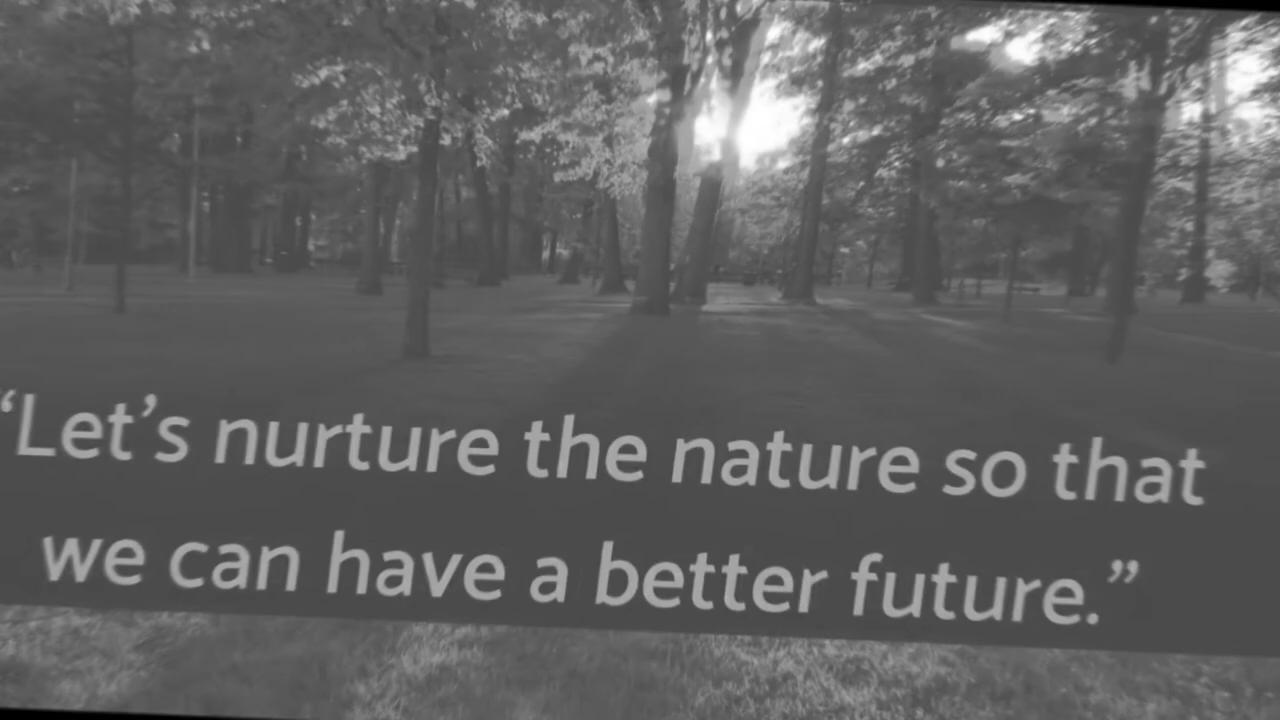 “Let’s nurture the nature so that
we can have a better future.”